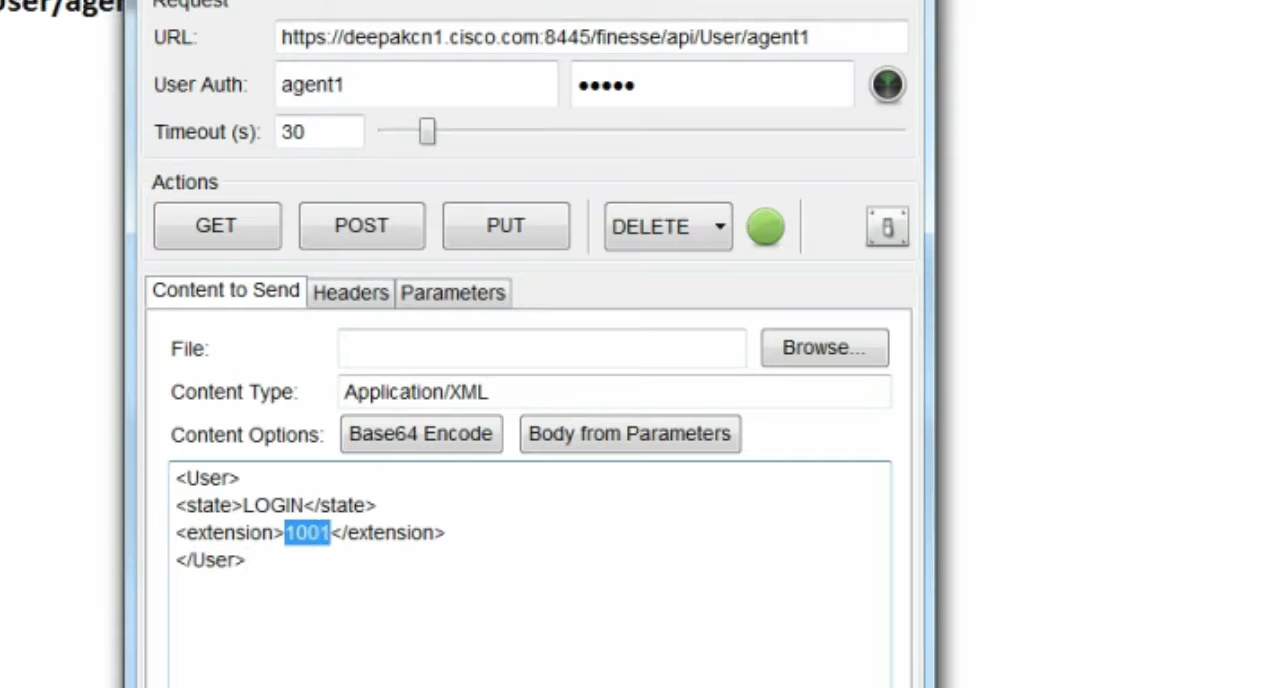 User/agen
Request
URL: https://deepakcn1.cisco.com:8445/finesse/api/User/agent1
User Auth: agent1 •••••
Timeout (s): 30
Actions
GET POST PUT DELETE
Content to Send Headers Parameters
File: Browse...
Content Type: Application/XML
Content Options: Base64 Encode Body from Parameters
<User>
<state>LOGIN</state>
<extension>1001</extension>
</User>